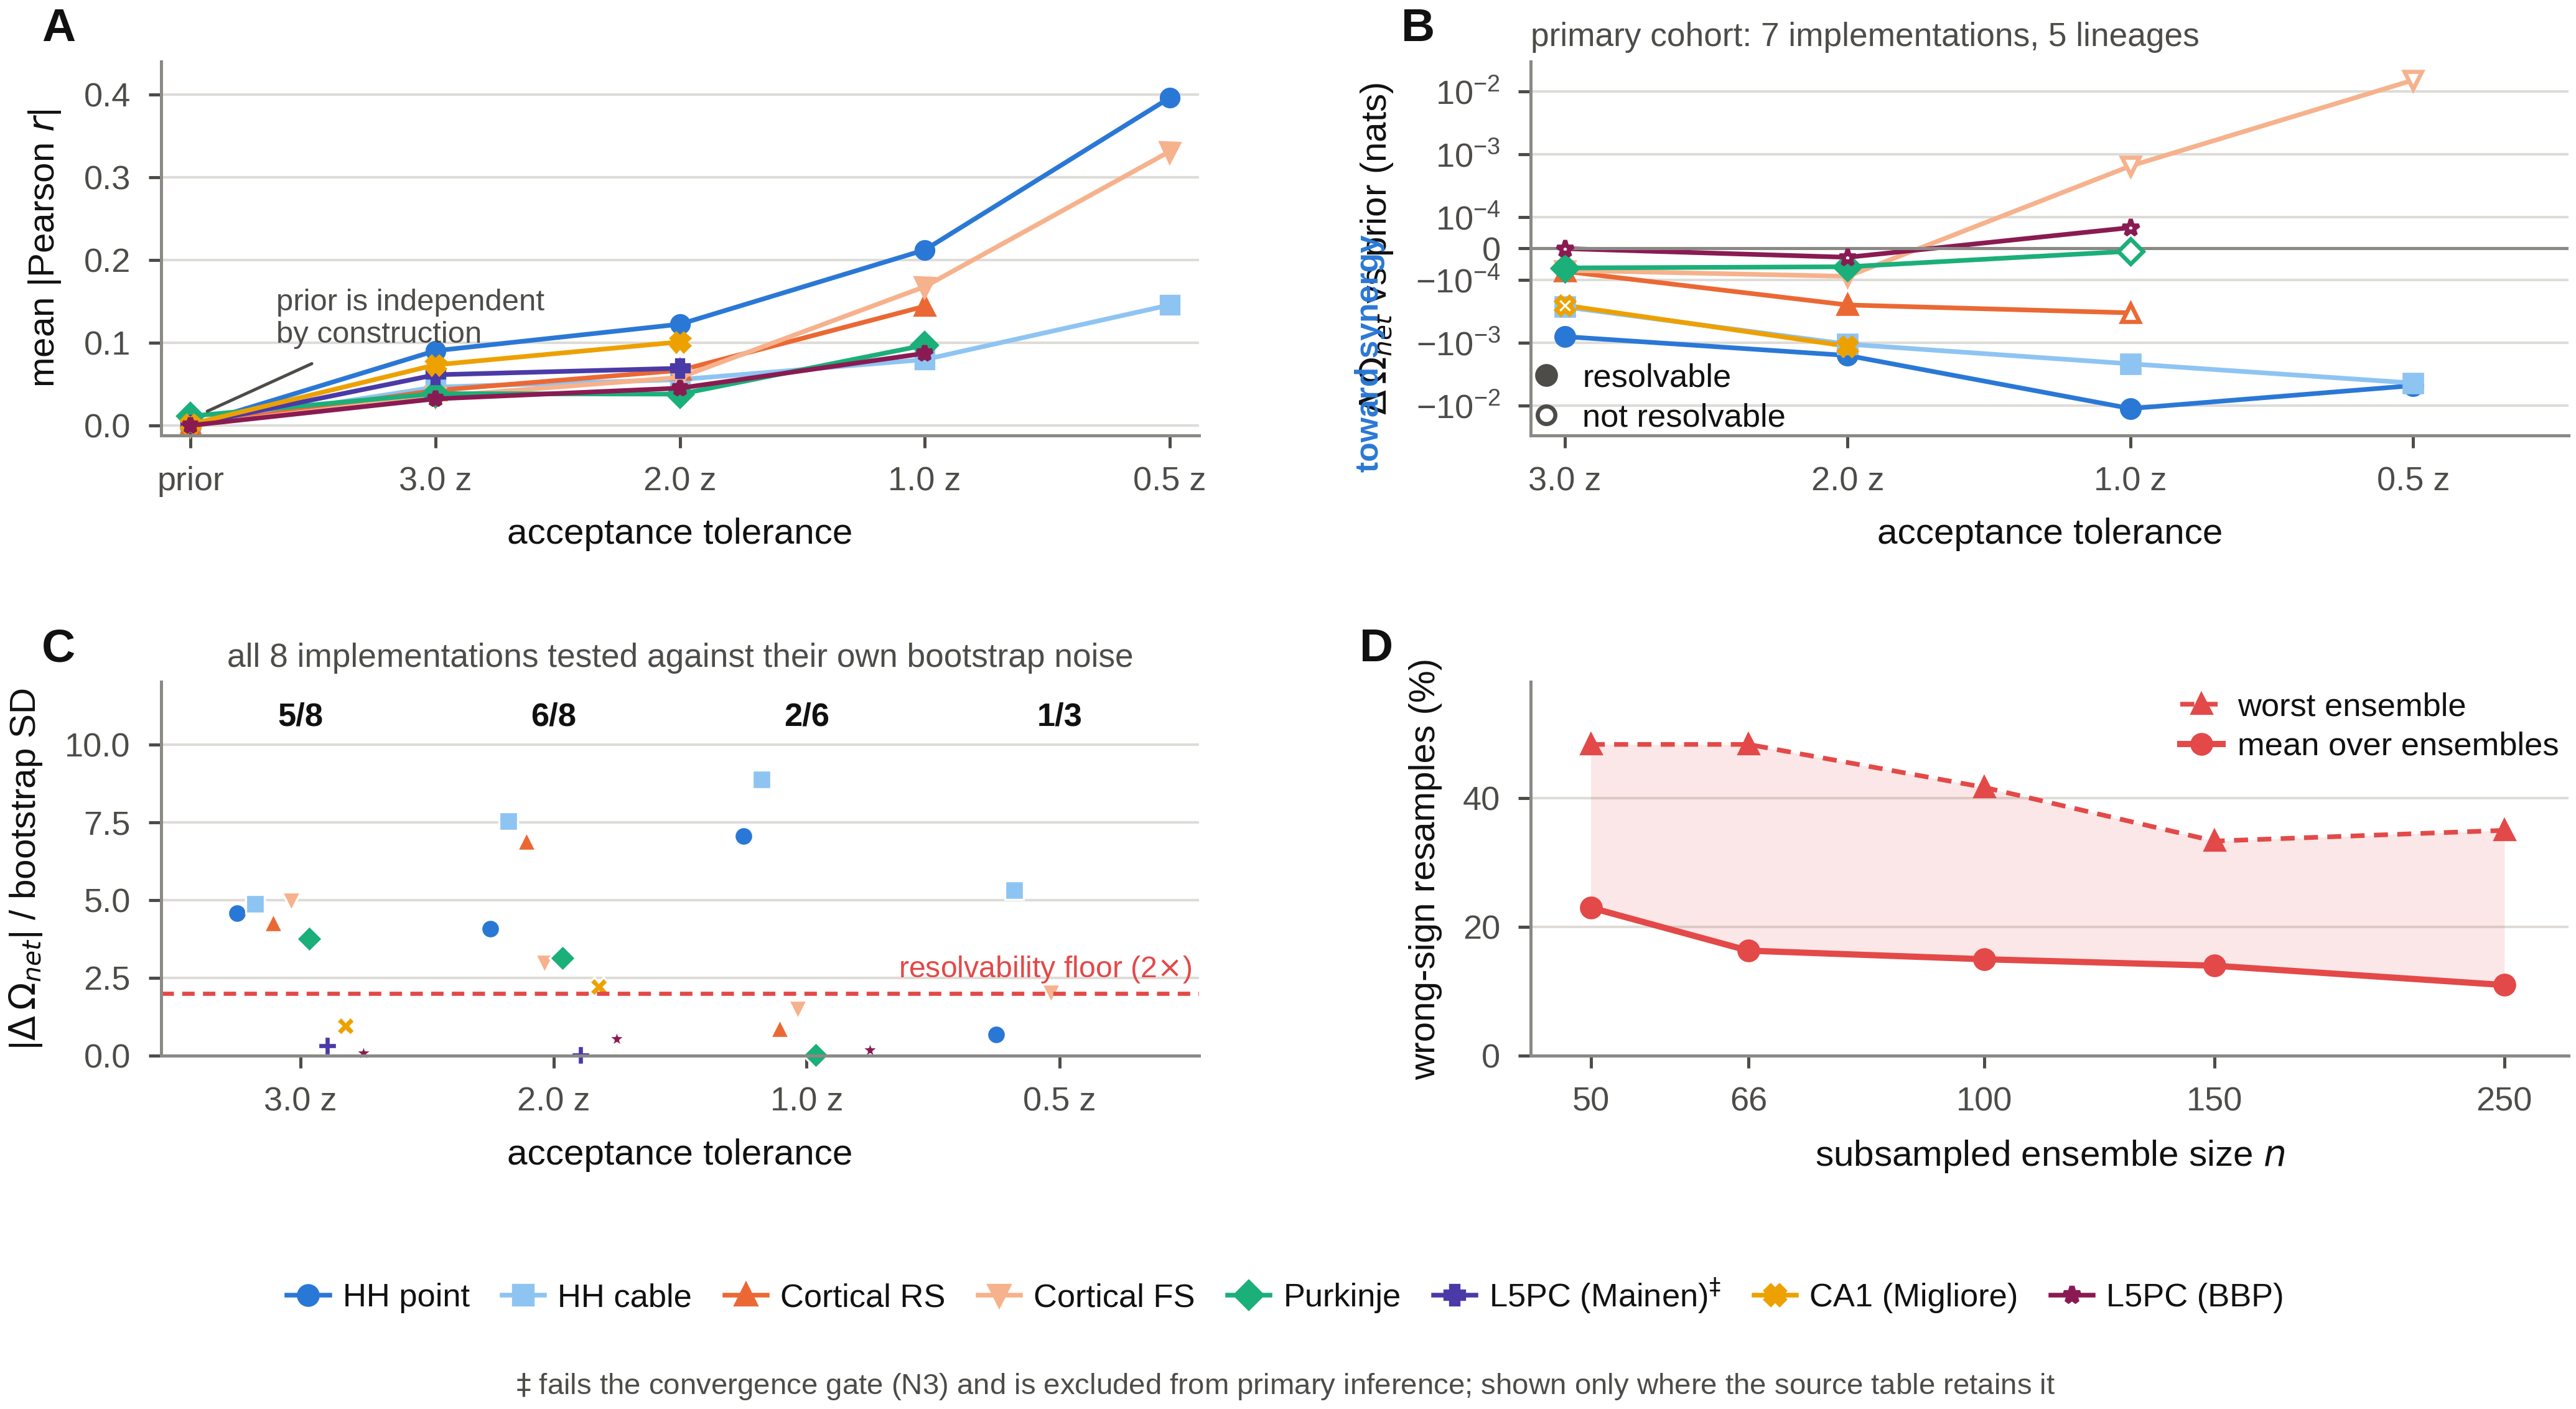 A
mean |Pearson r|
0.4
0.3
0.2
0.1
0.0
prior is independent
by construction
prior
3.0 z
2.0 z
1.0 z
0.5 z
acceptance tolerance
B
primary cohort: 7 implementations, 5 lineages
ΔΩnet vs prior (nats)
toward synergy
10−2
10−3
10−4
0
−10−4
−10−3
−10−2
resolvable
not resolvable
3.0 z
2.0 z
1.0 z
0.5 z
acceptance tolerance
C
all 8 implementations tested against their own bootstrap noise
|ΔΩnet| / bootstrap SD
5/8
6/8
2/6
1/3
10.0
7.5
5.0
2.5
0.0
resolvability floor (2×)
3.0 z
2.0 z
1.0 z
0.5 z
acceptance tolerance
D
wrong-sign resamples (%)
worst ensemble
mean over ensembles
40
20
0
50
66
100
150
250
subsampled ensemble size n
HH point
HH cable
Cortical RS
Cortical FS
Purkinje
L5PC (Mainen)‡
CA1 (Migliore)
L5PC (BBP)
‡ fails the convergence gate (N3) and is excluded from primary inference; shown only where the source table retains it